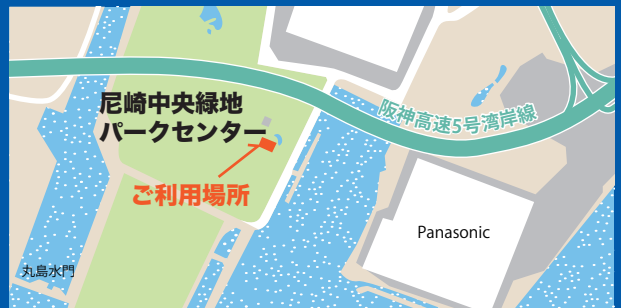 尼崎中央緑地
パークセンター
阪神高速5号湾岸線
ご利用場所
Panasonic
丸島水門